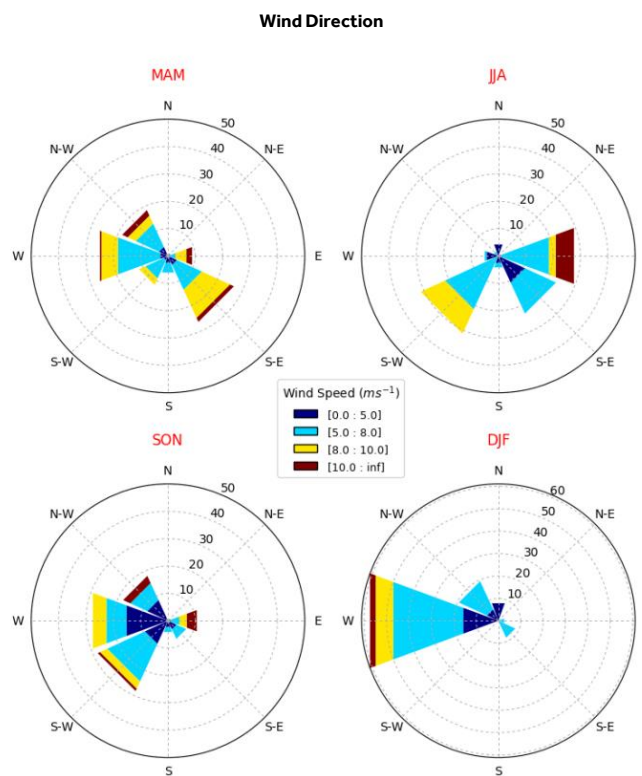 Wind Direction
MAM
N
N-E
E
S-E
S
S-W
W
N-W
10
20
30
40
50
JJA
N
N-E
E
S-E
S
S-W
W
N-W
10
20
30
40
50
Wind Speed (ms⁻¹)
[0.0 : 5.0]
[5.0 : 8.0]
[8.0 : 10.0]
[10.0 : inf]
SON
N
N-E
E
S-E
S
S-W
W
N-W
10
20
30
40
50
DJF
N
N-E
E
S-E
S
S-W
W
N-W
10
20
30
40
50
60